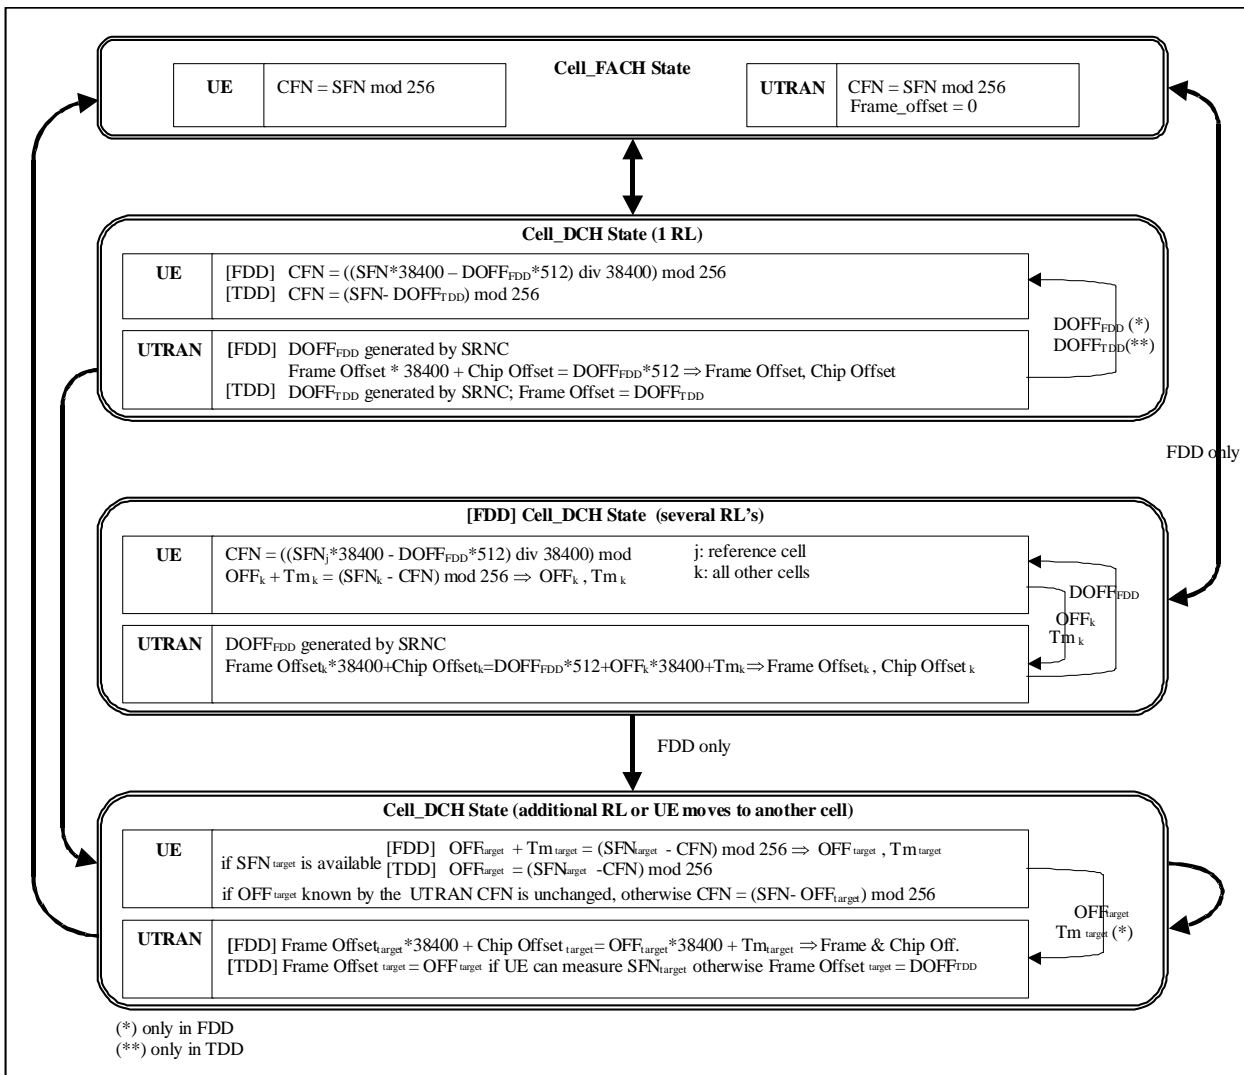 Cell_FACH State
UE CFN = SFN mod 256
UTRAN CFN = SFN mod 256
Frame_offset = 0
Cell_DCH State (1 RL)
UE [FDD] CFN = ((SFN*38400 – DOFFFDD*512) div 38400) mod 256
[TDD] CFN = (SFN- DOFFTDD) mod 256
UTRAN [FDD] DOFFFDD generated by SRNC
Frame Offset * 38400 + Chip Offset = DOFFFDD*512 ⇒ Frame Offset, Chip Offset
[TDD] DOFFTDD generated by SRNC; Frame Offset = DOFFTDD
DOFFFDD (*)
DOFFTDD(**)
FDD only
[FDD] Cell_DCH State (several RL's)
UE CFN = ((SFNj*38400 - DOFFFDD*512) div 38400) mod
OFFk + Tmk = (SFNk - CFN) mod 256 ⇒ OFFk , Tmk
j: reference cell
k: all other cells
UTRAN DOFFFDD generated by SRNC
Frame Offsetk*38400+Chip Offsetk=DOFFFDD*512+OFFk*38400+Tmk⇒Frame Offsetk , Chip Offset k
DOFFFDD
OFFk
Tm k
FDD only
Cell_DCH State (additional RL or UE moves to another cell)
UE if SFN target is available [FDD] OFFtarget + Tm target = (SFNtarget - CFN) mod 256 ⇒ OFF target , Tm target
[TDD] OFFtarget = (SFNtarget -CFN) mod 256
if OFF target known by the UTRAN CFN is unchanged, otherwise CFN = (SFN- OFFtarget) mod 256
UTRAN [FDD] Frame Offsettarget*38400 + Chip Offset target= OFFtarget*38400 + Tmtarget ⇒Frame & Chip Off.
[TDD] Frame Offset target = OFF target if UE can measure SFNtarget otherwise Frame Offset target = DOFFTDD
OFFtarget
Tm target (*)
(*) only in FDD
(**) only in TDD